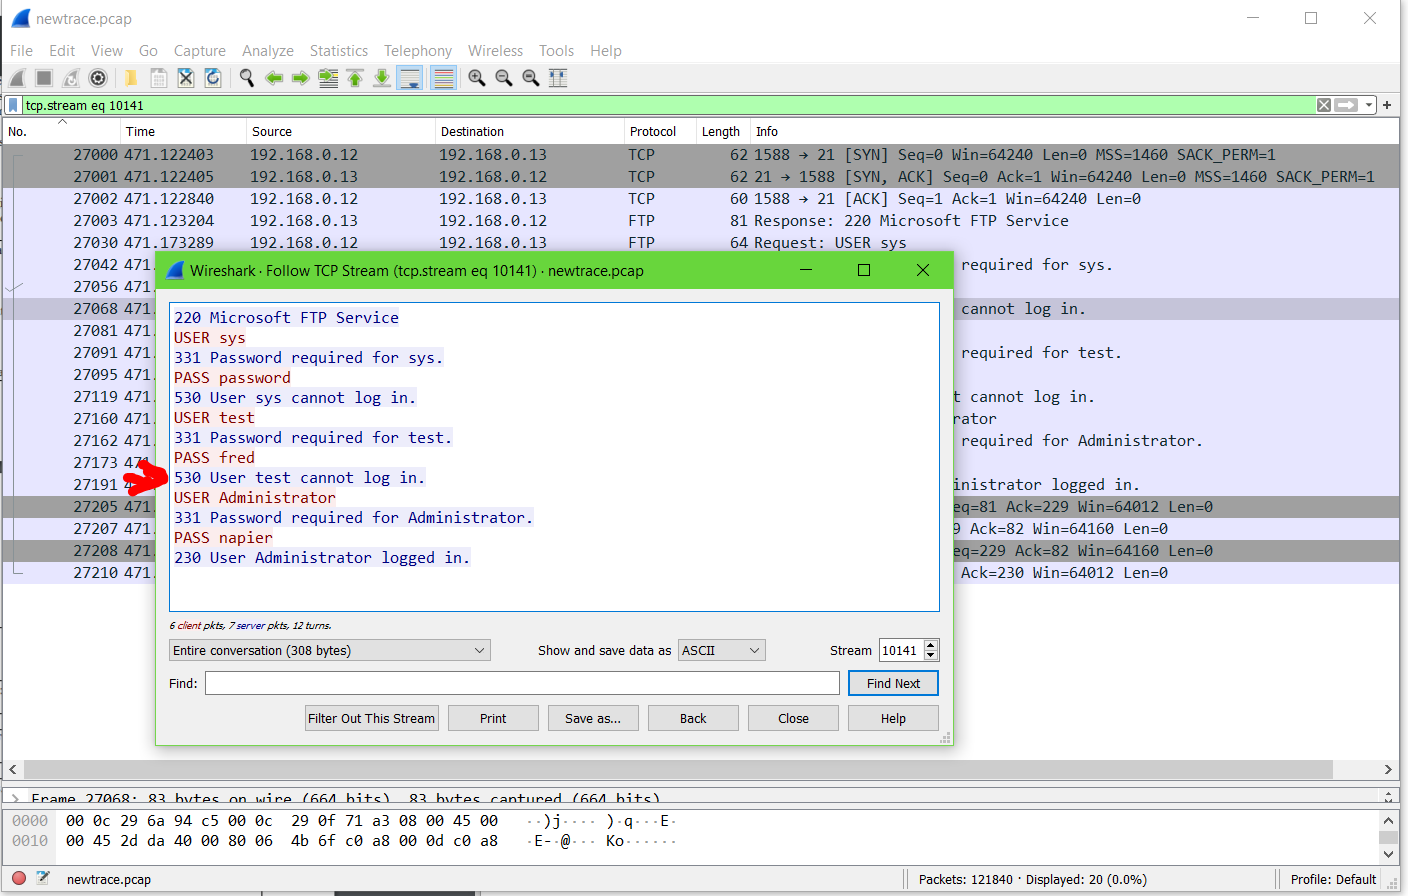 newtrace.pcap
File Edit View Go Capture Analyze Statistics Telephony Wireless Tools Help
tcp.stream eq 10141
No. Time Source Destination Protocol Length Info
27000 471.122403 192.168.0.12 192.168.0.13 TCP 62 1588 → 21 [SYN] Seq=0 Win=64240 Len=0 MSS=1460 SACK_PERM=1
27001 471.122405 192.168.0.13 192.168.0.12 TCP 62 21 → 1588 [SYN, ACK] Seq=0 Ack=1 Win=64240 Len=0 MSS=1460 SACK_PERM=1
27002 471.122840 192.168.0.12 192.168.0.13 TCP 60 1588 → 21 [ACK] Seq=1 Ack=1 Win=64240 Len=0
27003 471.123204 192.168.0.13 192.168.0.12 FTP 81 Response: 220 Microsoft FTP Service
27030 471.173289 192.168.0.12 192.168.0.13 FTP 64 Request: USER sys
27042 471. required for sys.
27056 471.
27068 471. cannot log in.
27081 471.
27091 471. required for test.
27095 471.
27119 471. cannot log in.
27160 471.
27162 471. required for Administrator.
27173 471.
27191 logged in.
27205 471. Ack=229 Win=64012 Len=0
27207 471. Ack=82 Win=64160 Len=0
27208 471. Ack=82 Win=64160 Len=0
27210 471. Ack=230 Win=64012 Len=0
Wireshark · Follow TCP Stream (tcp.stream eq 10141) · newtrace.pcap
220 Microsoft FTP Service
USER sys
331 Password required for sys.
PASS password
530 User sys cannot log in.
USER test
331 Password required for test.
PASS fred
530 User test cannot log in.
USER Administrator
331 Password required for Administrator.
PASS napier
230 User Administrator logged in.
6 client pkts, 7 server pkts, 12 turns.
Entire conversation (308 bytes) Show and save data as ASCII Stream 10141
Find: Find Next
Filter Out This Stream Print Save as... Back Close Help
Frame 27068: 83 bytes on wire (664 bits), 83 bytes captured (664 bits)
0000 00 0c 29 6a 94 c5 00 0c 29 0f 71 a3 08 00 45 00 ··)j···· )·q···E·
0010 00 45 2d da 40 00 80 06 4b 6f c0 a8 00 0d c0 a8 ·E-·@··· Ko······
newtrace.pcap Packets: 121840 · Displayed: 20 (0.0%) Profile: Default